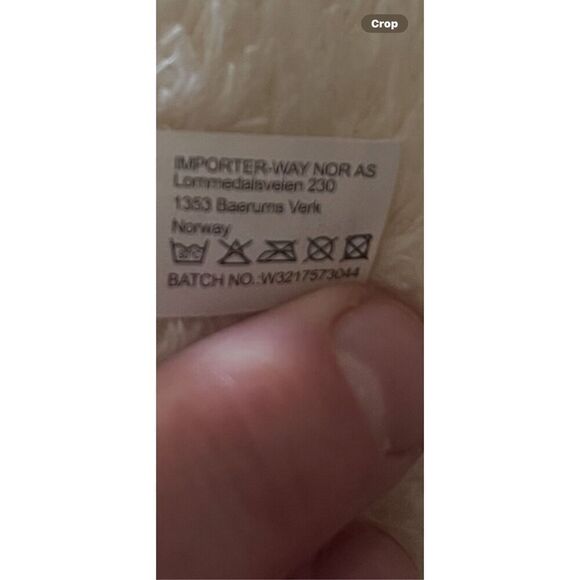 Crop
IMPORTER-WAY NOR AS
Lommedalsveien 230
1353 Baerums Verk
Norway
BATCH NO.:W3217573044